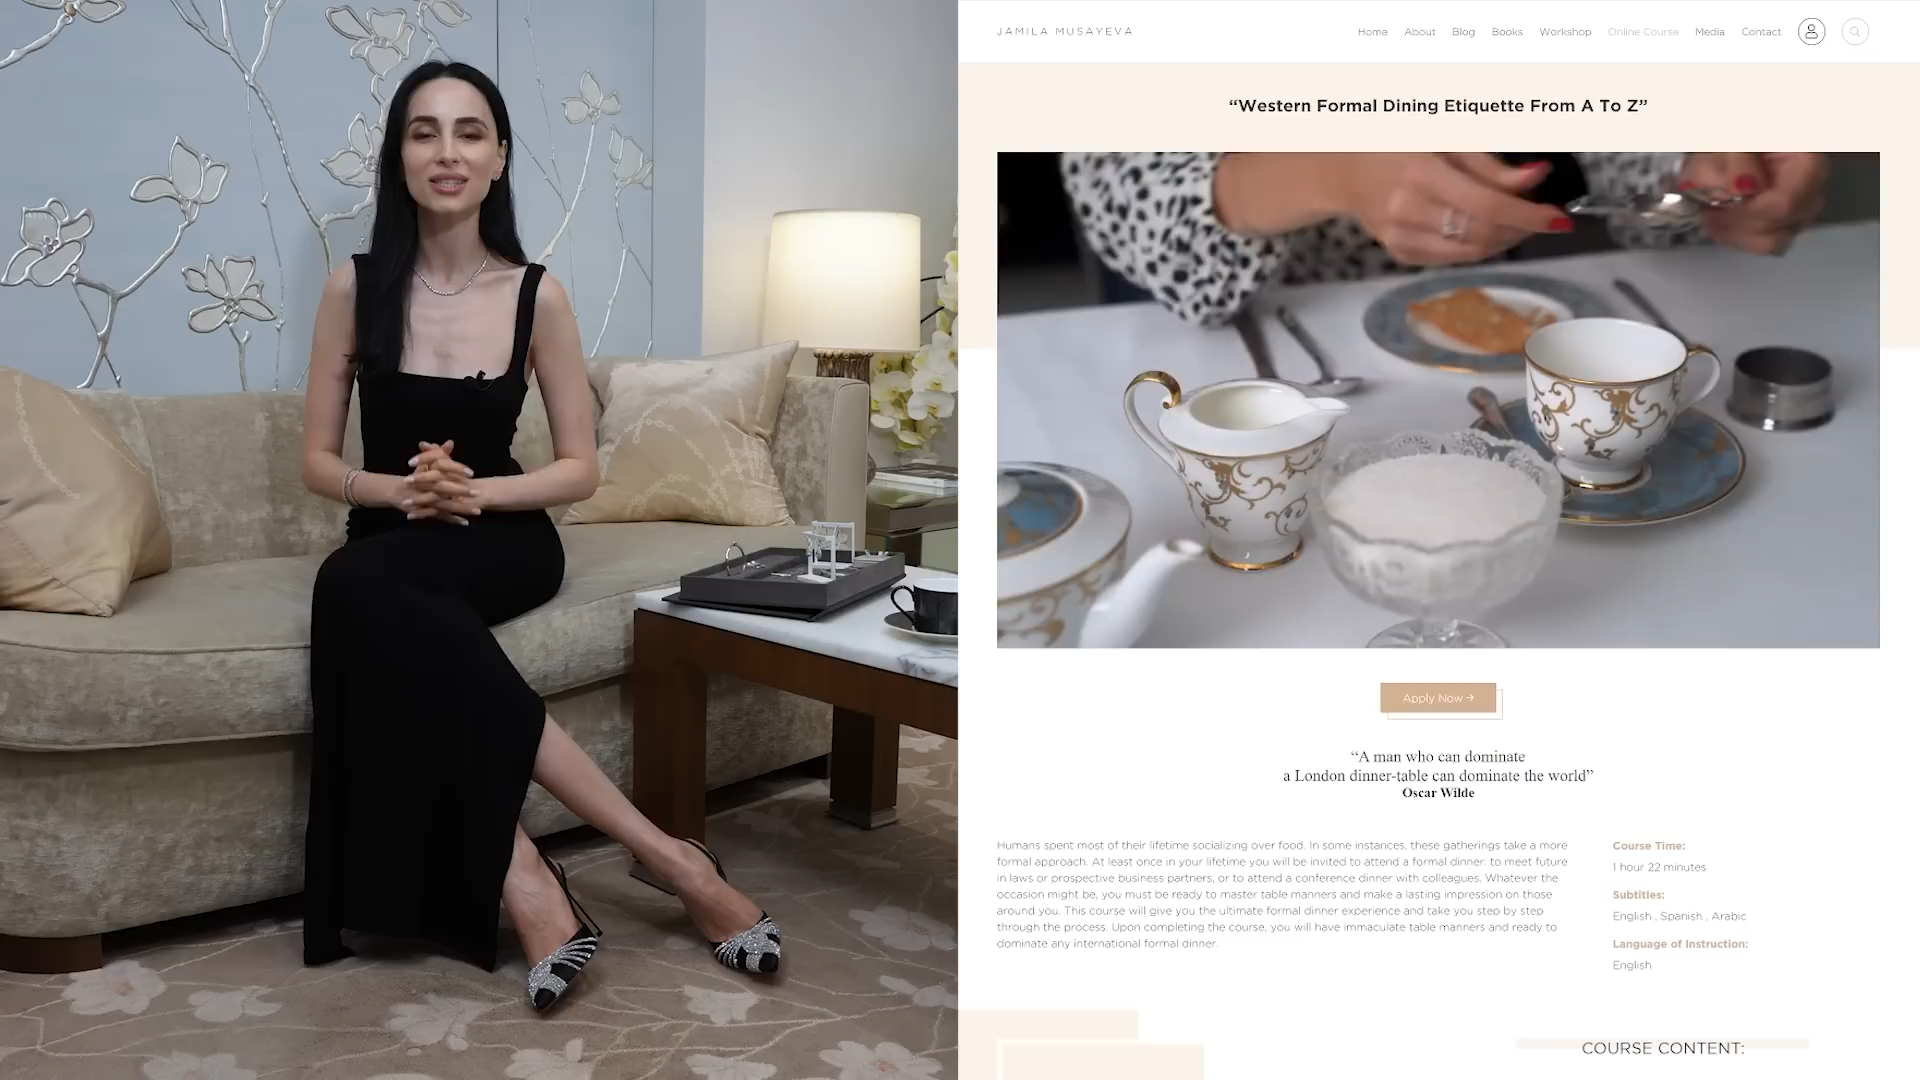 JAMILA MUSAYEVA
Home About Blog Books Workshop Online Course Media Contact
“Western Formal Dining Etiquette From A To Z”
Apply Now →
“A man who can dominate
a London dinner-table can dominate the world”
Oscar Wilde
Humans spent most of their lifetime socializing over food. In some instances, these gatherings take a more
formal approach. At least once in your lifetime you will be invited to attend a formal dinner: to meet future
in laws or prospective business partners, or to attend a conference dinner with colleagues. Whatever the
occasion might be, you must be ready to master table manners and make a lasting impression on those
around you. This course will give you the ultimate formal dinner experience and take you step by step
through the process. Upon completing the course, you will have immaculate table manners and ready to
dominate any international formal dinner.
Course Time:
1 hour 22 minutes
Subtitles:
English , Spanish , Arabic
Language of Instruction:
English
COURSE CONTENT: